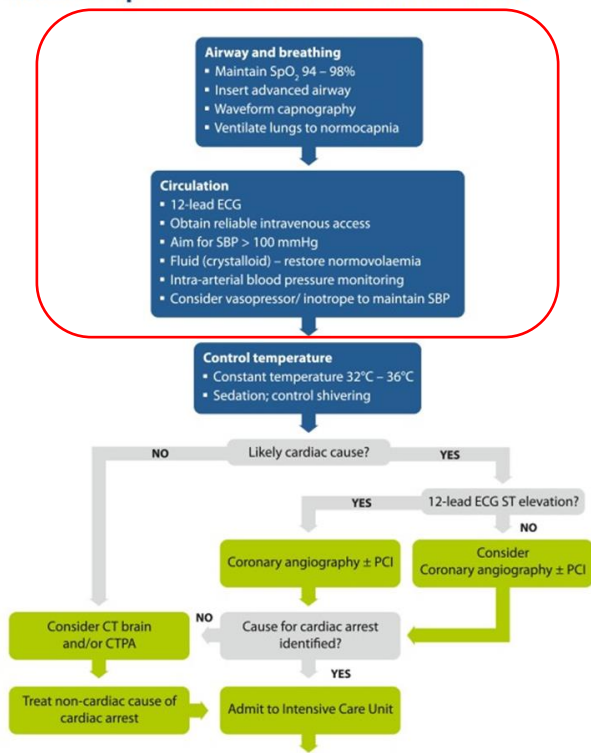 Airway and breathing
▪ Maintain SpO₂ 94 – 98%
▪ Insert advanced airway
▪ Waveform capnography
▪ Ventilate lungs to normocapnia
Circulation
▪ 12-lead ECG
▪ Obtain reliable intravenous access
▪ Aim for SBP > 100 mmHg
▪ Fluid (crystalloid) – restore normovolaemia
▪ Intra-arterial blood pressure monitoring
▪ Consider vasopressor/ inotrope to maintain SBP
Control temperature
▪ Constant temperature 32°C – 36°C
▪ Sedation; control shivering
NO
Likely cardiac cause?
YES
YES
12-lead ECG ST elevation?
NO
Coronary angiography ± PCI
Consider
Coronary angiography ± PCI
Consider CT brain
and/or CTPA
NO
Cause for cardiac arrest
identified?
YES
Treat non-cardiac cause of
cardiac arrest
Admit to Intensive Care Unit